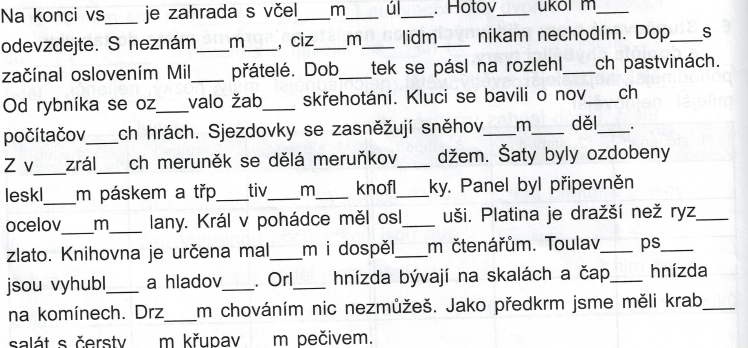 Na konci vs___ je zahrada s včel___m___ úl___. Hotov___ úkol m___
odevzdejte. S neznám___m___, ciz___m___ lidm___ nikam nechodím. Dop___s
začínal oslovením Mil___ přátelé. Dob___tek se pásl na rozlehl___ch pastvinách.
Od rybníka se oz___valo žab___ skřehotání. Kluci se bavili o nov___ch
počítačov___ch hrách. Sjezdovky se zasněžují sněhov___m___ děl___.
Z v___zrál___ch meruněk se dělá meruňkov___ džem. Šaty byly ozdobeny
leskl___m páskem a třp___tiv___m___ knofl___ky. Panel byl připevněn
ocelov___m___ lany. Král v pohádce měl osl___ uši. Platina je dražší než ryz___
zlato. Knihovna je určena mal___m i dospěl___m čtenářům. Toulav___ ps___
jsou vyhubl___ a hladov___. Orl___ hnízda bývají na skalách a čap___ hnízda
na komínech. Drz___m chováním nic nezmůžeš. Jako předkrm jsme měli krab___
salát s čerstv___m křupav___m pečivem.